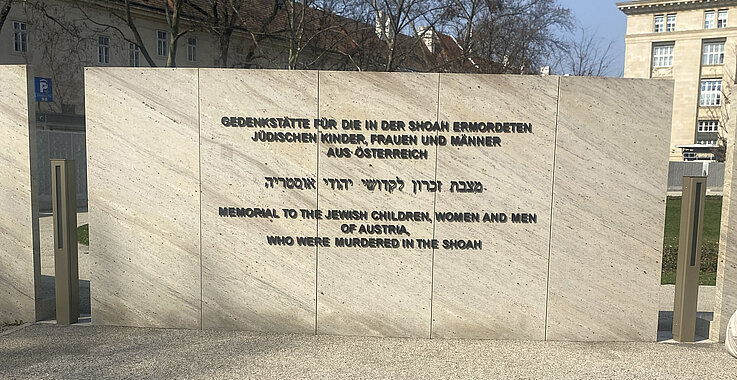 P
GEDENKSTÄTTE FÜR DIE IN DER SHOAH ERMORDETEN
JÜDISCHEN KINDER, FRAUEN UND MÄNNER
AUS ÖSTERREICH
מצבת זכרון לקדושי יהודי אוסטריה.
MEMORIAL TO THE JEWISH CHILDREN, WOMEN AND MEN
OF AUSTRIA,
WHO WERE MURDERED IN THE SHOAH